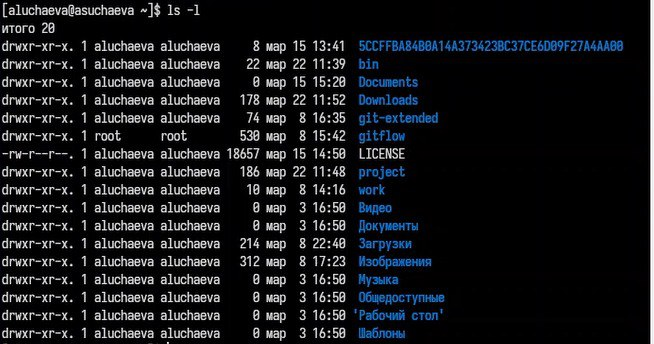 [aluchaeva@asuchaeva ~]$ ls -l
итого 20
drwxr-xr-x. 1 aluchaeva aluchaeva     8 мар 15 13:41  5CCFFBA84B0A14A373423BC37CE6D09F27A4AA00
drwxr-xr-x. 1 aluchaeva aluchaeva    22 мар 22 11:39  bin
drwxr-xr-x. 1 aluchaeva aluchaeva     0 мар 15 15:20  Documents
drwxr-xr-x. 1 aluchaeva aluchaeva   178 мар 22 11:52  Downloads
drwxr-xr-x. 1 aluchaeva aluchaeva    74 мар  8 16:35  git-extended
drwxr-xr-x. 1 root      root        530 мар  8 15:42  gitflow
-rw-r--r--. 1 aluchaeva aluchaeva 18657 мар 15 14:50  LICENSE
drwxr-xr-x. 1 aluchaeva aluchaeva   186 мар 22 11:48  project
drwxr-xr-x. 1 aluchaeva aluchaeva    10 мар  8 14:16  work
drwxr-xr-x. 1 aluchaeva aluchaeva     0 мар  3 16:50  Видео
drwxr-xr-x. 1 aluchaeva aluchaeva     0 мар  3 16:50  Документы
drwxr-xr-x. 1 aluchaeva aluchaeva   214 мар  8 22:40  Загрузки
drwxr-xr-x. 1 aluchaeva aluchaeva   312 мар  8 17:23  Изображения
drwxr-xr-x. 1 aluchaeva aluchaeva     0 мар  3 16:50  Музыка
drwxr-xr-x. 1 aluchaeva aluchaeva     0 мар  3 16:50  Общедоступные
drwxr-xr-x. 1 aluchaeva aluchaeva     0 мар  3 16:50 'Рабочий стол'
drwxr-xr-x. 1 aluchaeva aluchaeva     0 мар  3 16:50  Шаблоны